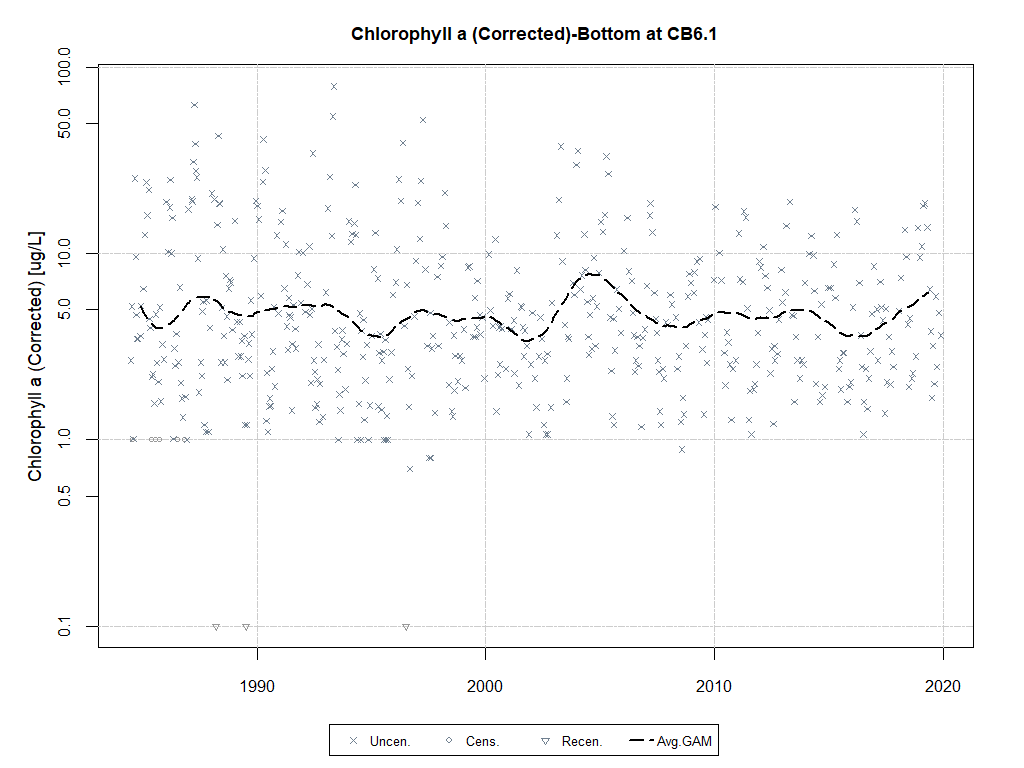 Chlorophyll a (Corrected)-Bottom at CB6.1
Chlorophyll a (Corrected) [ug/L]
100.0
50.0
10.0
5.0
1.0
0.5
0.1
1990 2000 2010 2020
Uncen. Cens. Recen. Avg.GAM